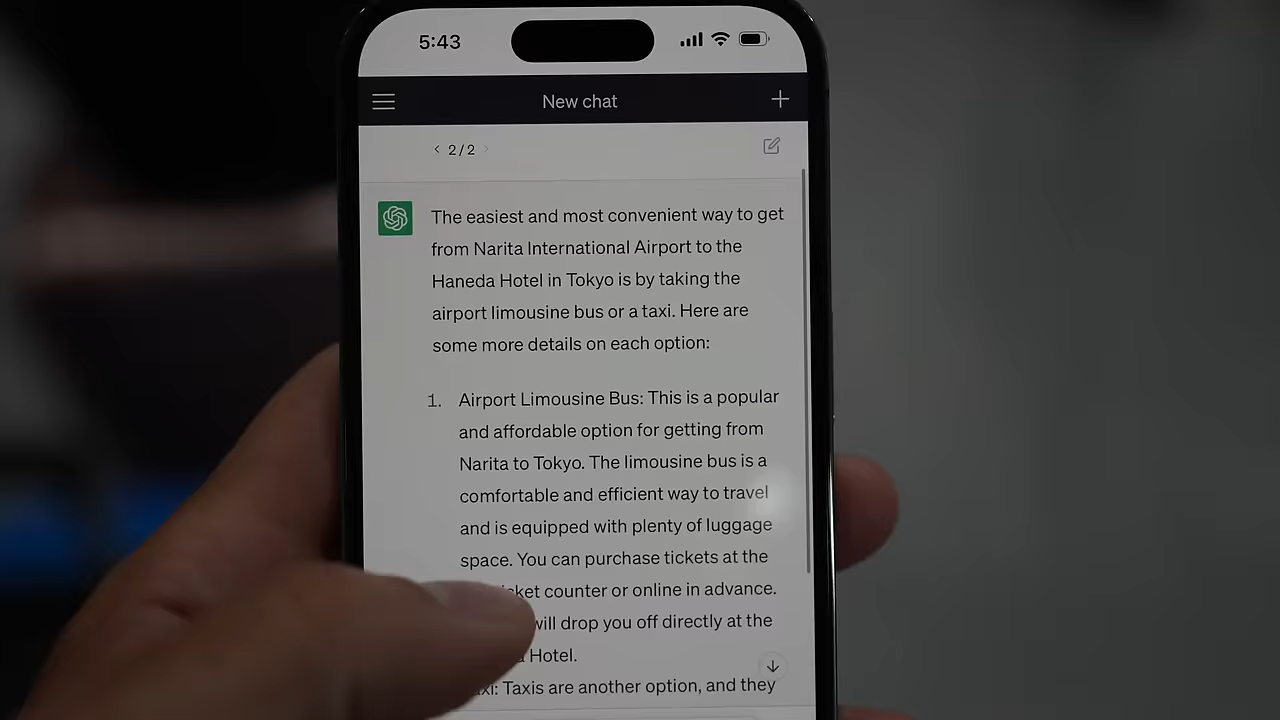 5:43
New chat
< 2/2 >
The easiest and most convenient way to get
from Narita International Airport to the
Haneda Hotel in Tokyo is by taking the
airport limousine bus or a taxi. Here are
some more details on each option:
1. Airport Limousine Bus: This is a popular
and affordable option for getting from
Narita to Tokyo. The limousine bus is a
comfortable and efficient way to travel
and is equipped with plenty of luggage
space. You can purchase tickets at the
counter or online in advance.
will drop you off directly at the
Hotel.
Taxis are another option, and they